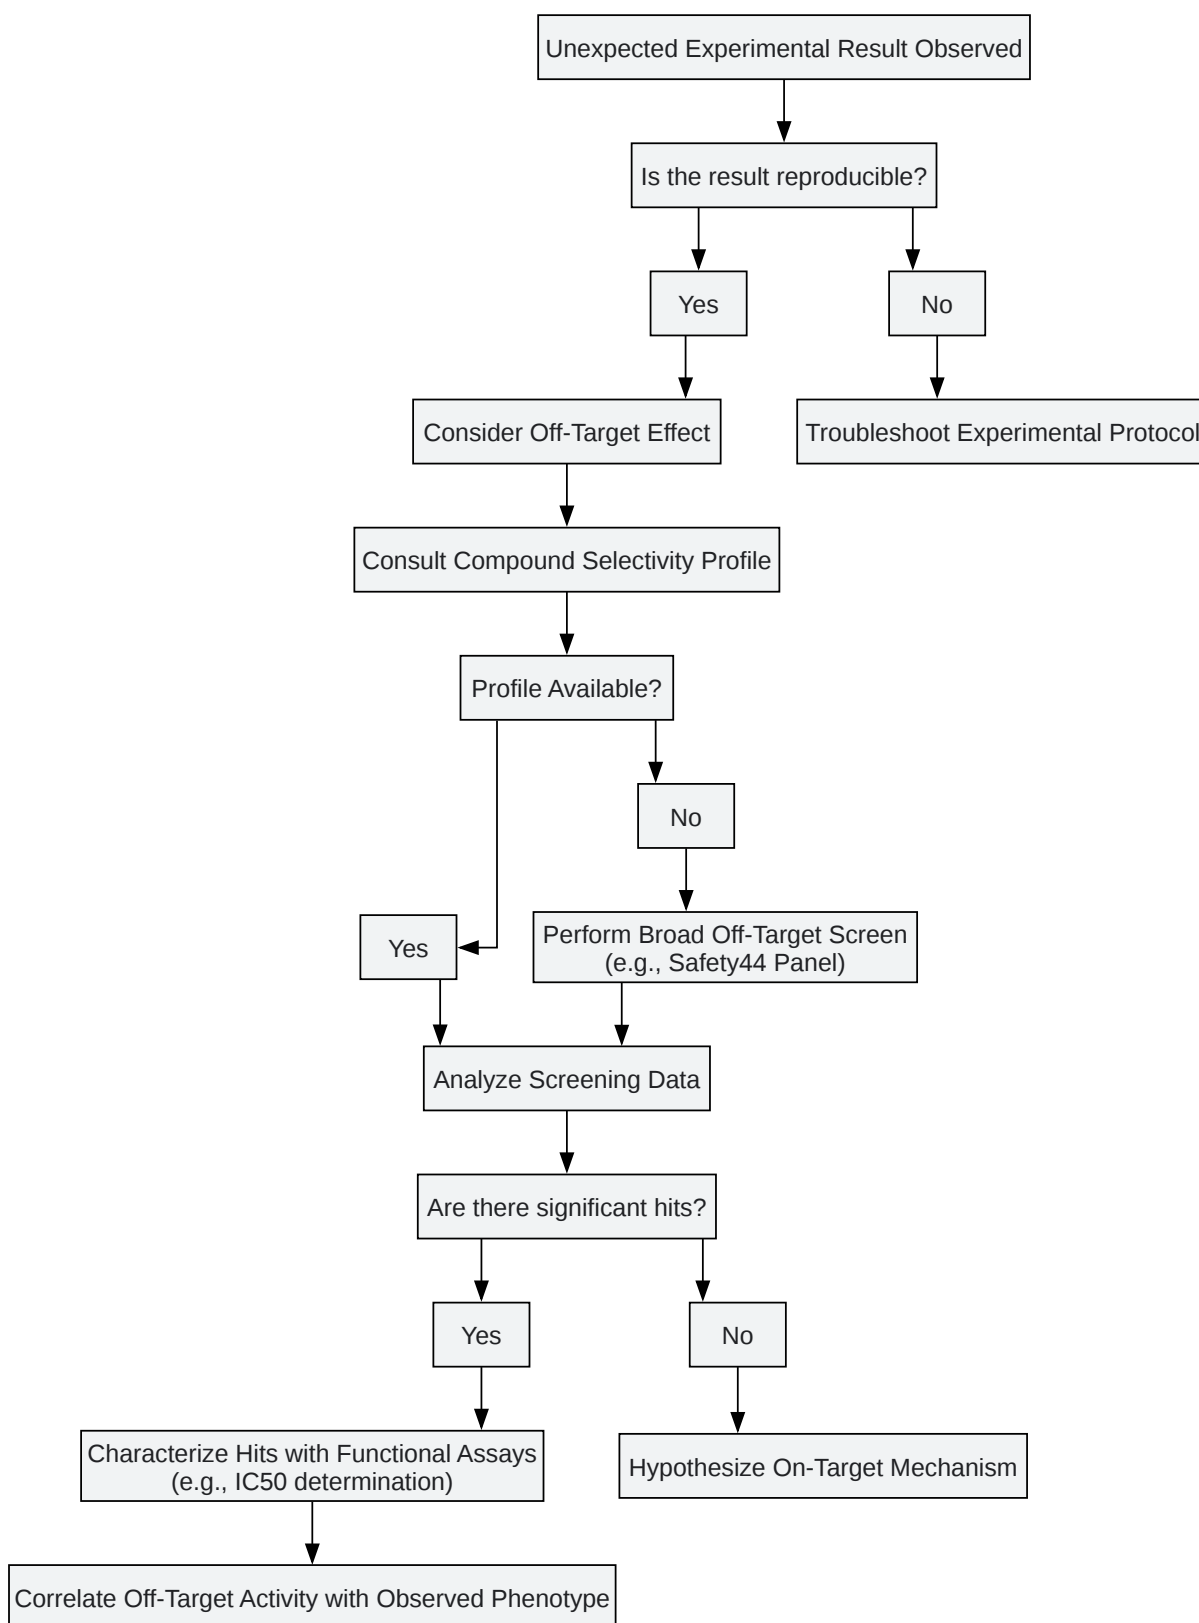 Unexpected Experimental Result Observed
Is the result reproducible?
Yes
No
Consider Off-Target Effect
Troubleshoot Experimental Protocol
Consult Compound Selectivity Profile
Profile Available?
No
Yes
Perform Broad Off-Target Screen
(e.g., Safety44 Panel)
Analyze Screening Data
Are there significant hits?
Yes
No
Characterize Hits with Functional Assays
(e.g., IC50 determination)
Hypothesize On-Target Mechanism
Correlate Off-Target Activity with Observed Phenotype